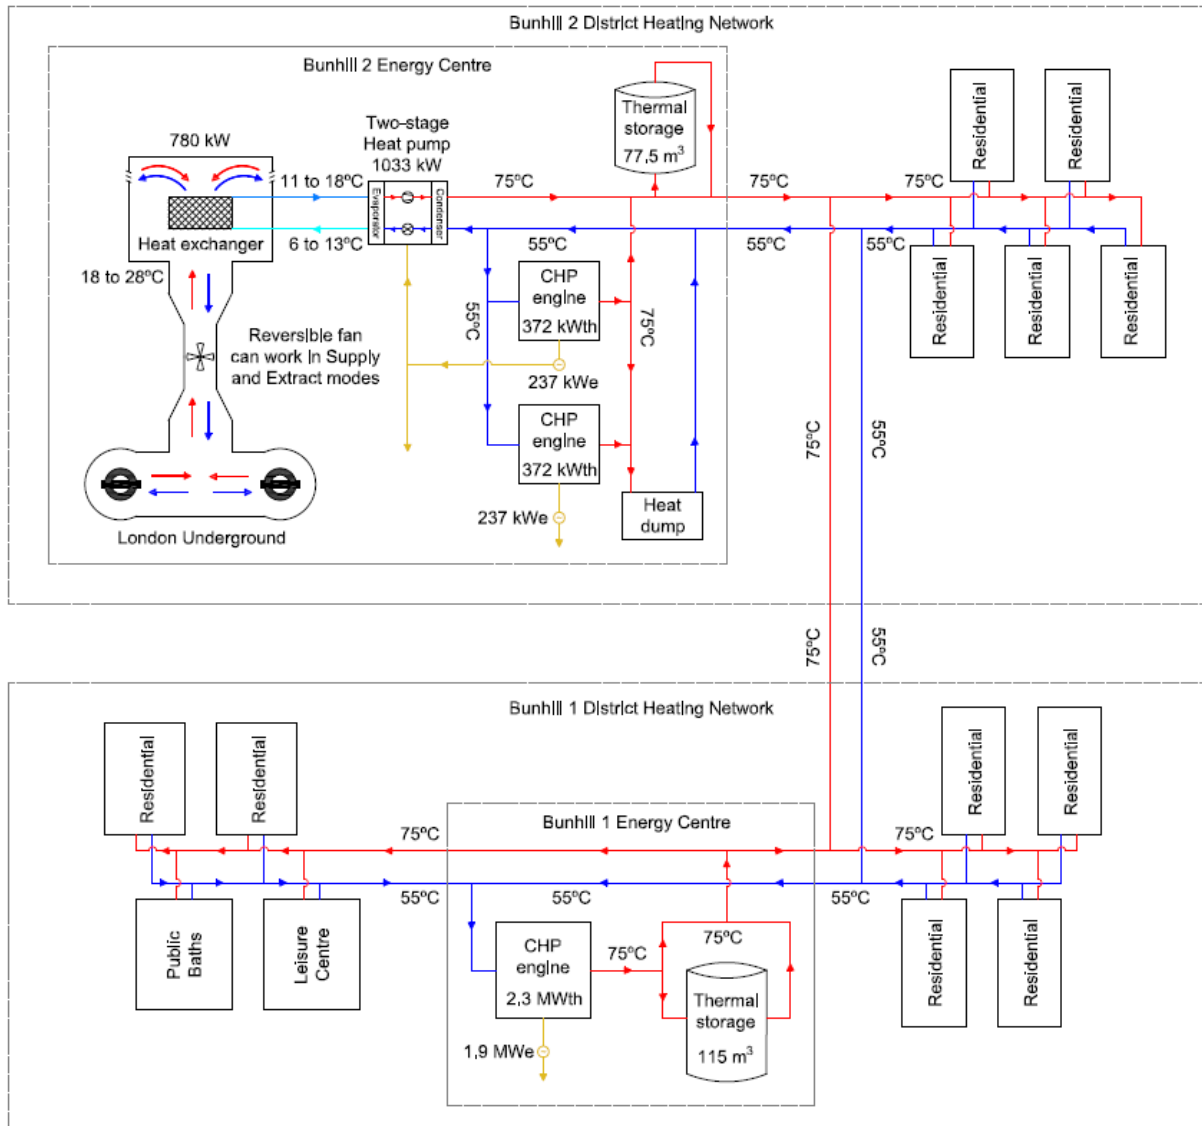 Bunhill 2 District Heating Network
Bunhill 2 Energy Centre
780 kW
Two-stage
Heat pump
1033 kW
Thermal
storage
77,5 m³
Residential
Residential
11 to 18ºC
Evaporator
Condenser
75ºC
75ºC
75ºC
Heat exchanger
6 to 13ºC
55ºC
55ºC
55ºC
18 to 28ºC
CHP
engine
372 kWth
55ºC
75ºC
Residential
Residential
Residential
Reversible fan
can work in Supply
and Extract modes
237 kWe
CHP
engine
372 kWth
75ºC
55ºC
237 kWe
Heat
dump
London Underground
75ºC
55ºC
Bunhill 1 District Heating Network
Residential
Residential
Residential
Residential
Bunhill 1 Energy Centre
75ºC
75ºC
55ºC
55ºC
55ºC
Public
Baths
Leisure
Centre
CHP
engine
2,3 MWth
75ºC
75ºC
Thermal
storage
115 m³
Residential
Residential
1,9 MWe